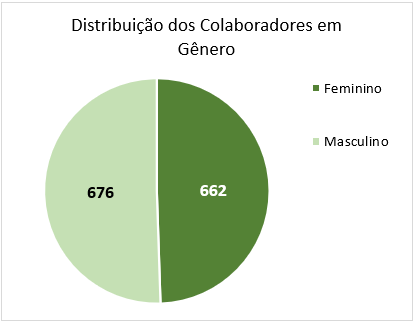 Distribuição dos Colaboradores em
Gênero
Feminino
Masculino
676
662